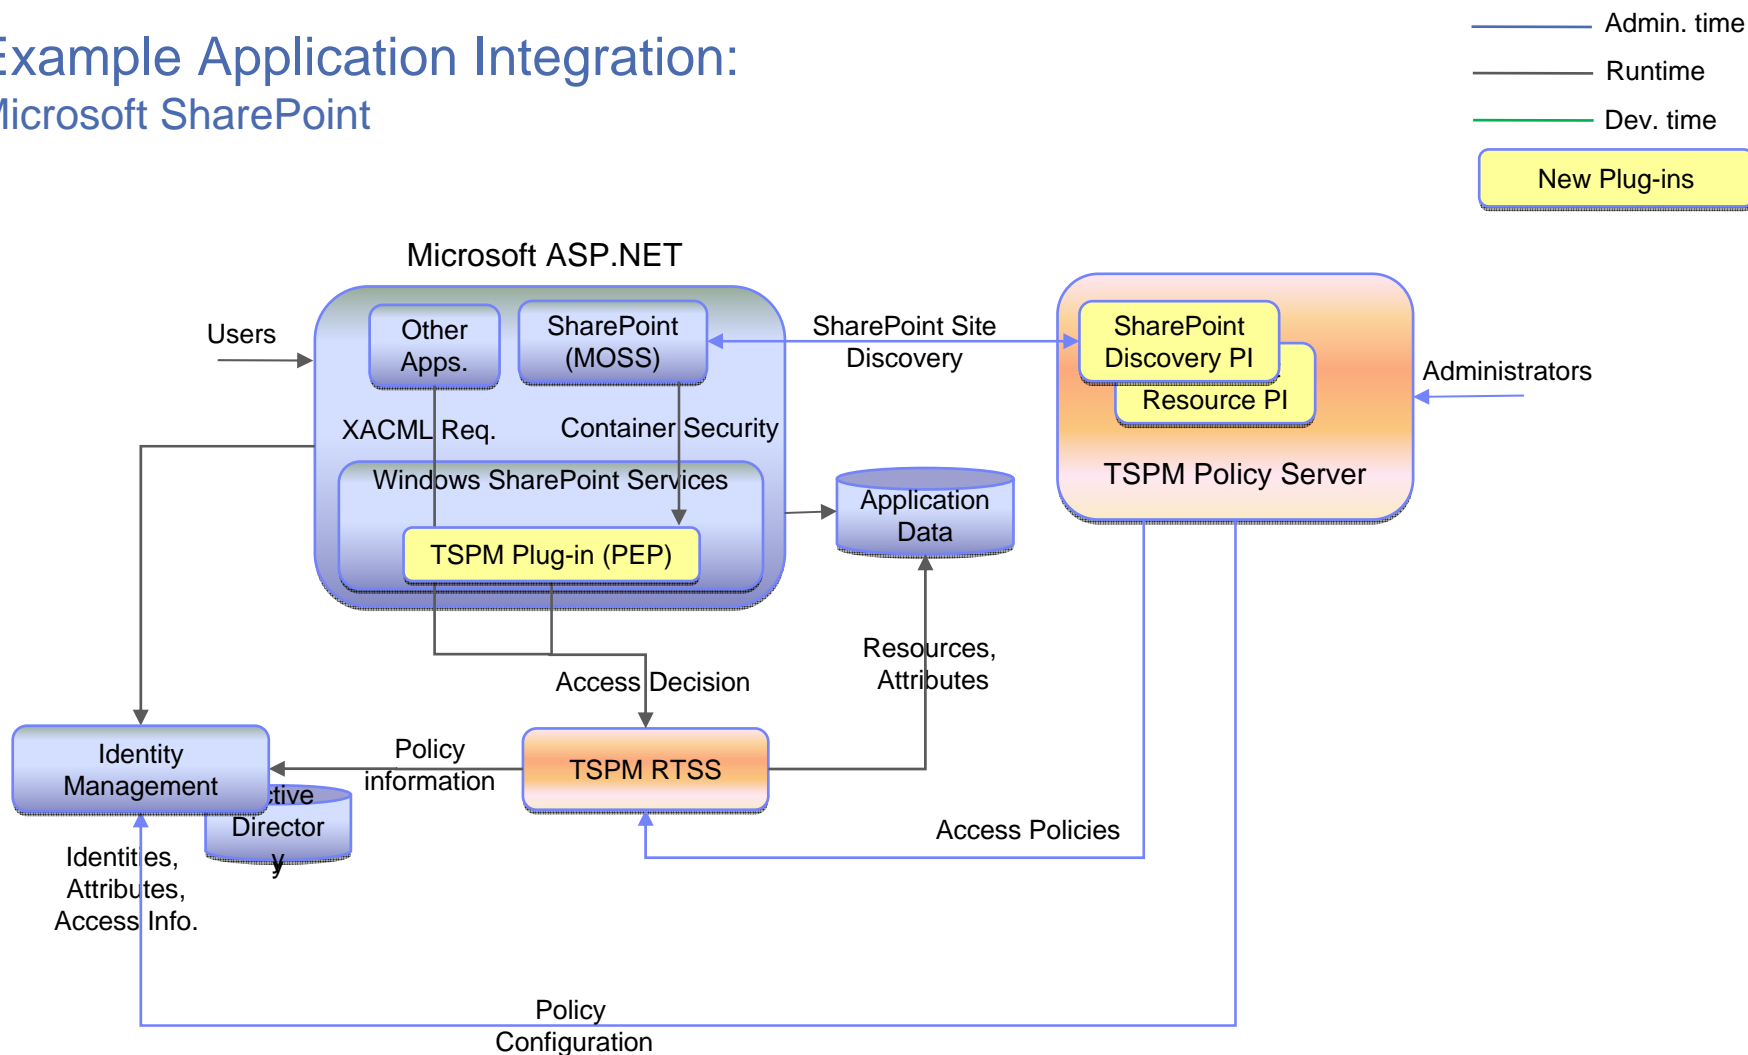 Example Application Integration:
Microsoft SharePoint
Admin. time
Runtime
Dev. time
New Plug-ins
Microsoft ASP.NET
Users
Other
Apps.
SharePoint
(MOSS)
SharePoint Site
Discovery
SharePoint
Discovery PI
Resource PI
Administrators
XACML Req.
Container Security
Windows SharePoint Services
TSPM Plug-in (PEP)
Application
Data
TSPM Policy Server
Resources,
Attributes
Access Decision
Identity
Management
Policy
information
TSPM RTSS
ctive
Director
y
Access Policies
Identities,
Attributes,
Access Info.
Policy
Configuration